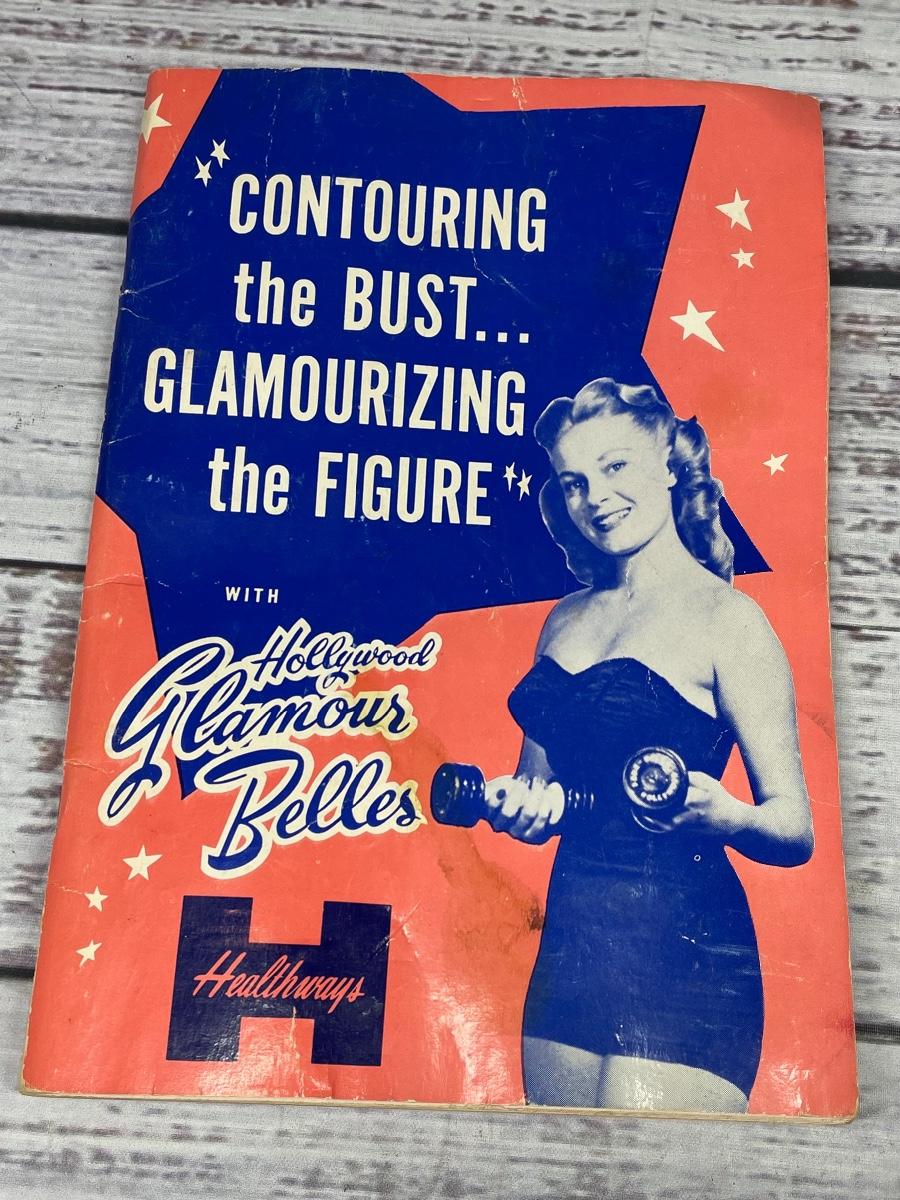 CONTOURING
the BUST...
GLAMOURIZING
the FIGURE
WITH
Hollywood
Glamour
Belles
Healthways